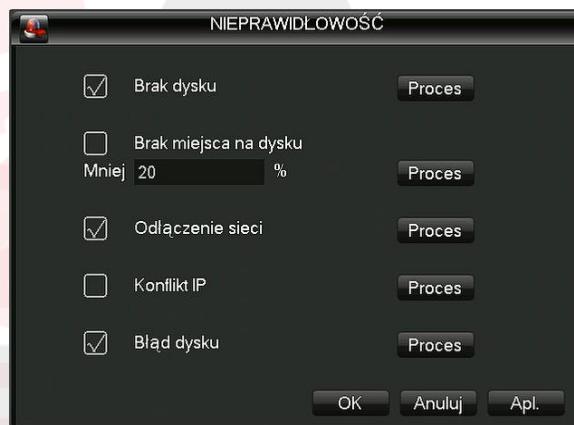 NIEPRAWIDŁOWOŚĆ
Brak dysku Proces
Brak miejsca na dysku
Mniej 20 % Proces
Odłączenie sieci Proces
Konflikt IP Proces
Błąd dysku Proces
OK Anuluj Apl.